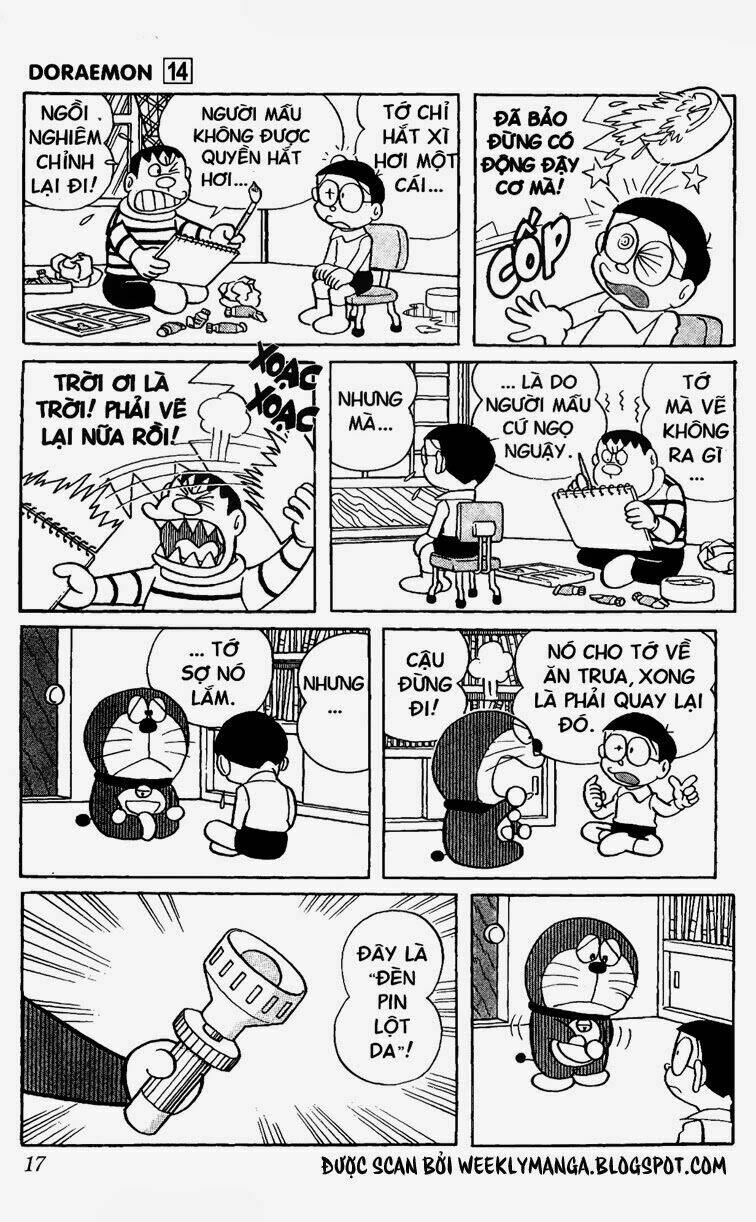 DORAEMON 14
ĐÃ BẢO
ĐỪNG CÓ
ĐỘNG ĐẬY
CƠ MÀ!
CỐP
TỚ CHỈ
HẮT XÌ
HƠI MỘT
CÁI...
NGƯỜI MẪU
KHÔNG ĐƯỢC
QUYỀN HẮT
HƠI...
NGỒI
NGHIÊM
CHỈNH
LẠI ĐI!
TỚ
MÀ VẼ
KHÔNG
RA GÌ
...
... LÀ DO
NGƯỜI MẪU
CỨ NGỌ
NGUẬY.
NHƯNG
MÀ...
XOẠC
XOẠC
TRỜI ƠI LÀ
TRỜI! PHẢI VẼ
LẠI NỮA RỒI!
NÓ CHO TỚ VỀ
ĂN TRƯA, XONG
LÀ PHẢI QUAY LẠI
ĐÓ.
CẬU
ĐỪNG
ĐI!
NHƯNG
...
... TỚ
SỢ NÓ
LẮM.
ĐÂY LÀ
“ĐÈN
PIN
LỘT
DA”!
17
ĐƯỢC SCAN BỞI WEEKLYMANGA.BLOGSPOT.COM